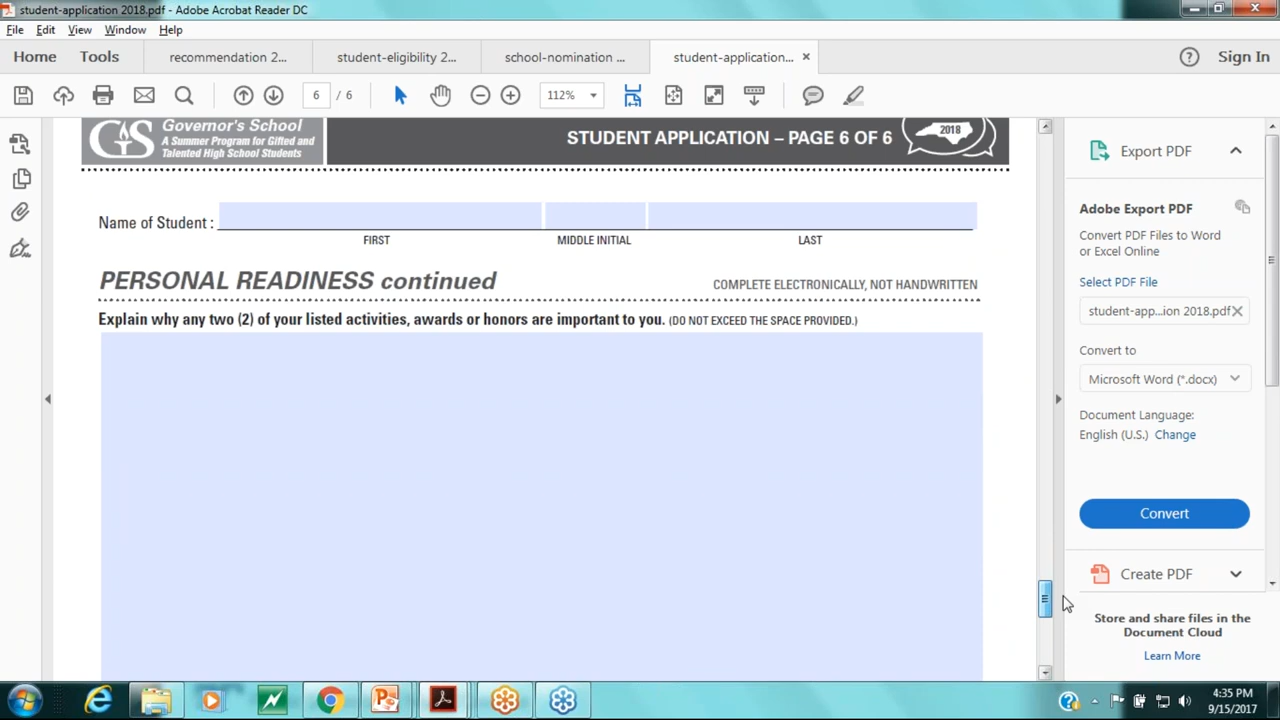 student-application 2018.pdf - Adobe Acrobat Reader DC
File Edit View Window Help
Home Tools recommendation 2... student-eligibility 2... school-nomination ... student-application... × Sign In
6 / 6 112%
Governor's School
A Summer Program for Gifted and
Talented High School Students
STUDENT APPLICATION – PAGE 6 OF 6
2018
Name of Student :
FIRST MIDDLE INITIAL LAST
PERSONAL READINESS continued
COMPLETE ELECTRONICALLY, NOT HANDWRITTEN
Explain why any two (2) of your listed activities, awards or honors are important to you. (DO NOT EXCEED THE SPACE PROVIDED.)
Export PDF
Adobe Export PDF
Convert PDF Files to Word
or Excel Online
Select PDF File
student-app...ion 2018.pdf
Convert to
Microsoft Word (*.docx)
Document Language:
English (U.S.) Change
Convert
Create PDF
Store and share files in the
Document Cloud
Learn More
4:35 PM
9/15/2017